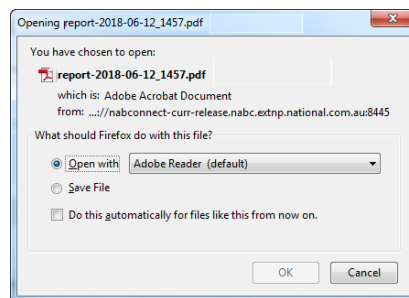 Opening report-2018-06-12_1457.pdf
You have chosen to open:
report-2018-06-12_1457.pdf
which is: Adobe Acrobat Document
from: ...://nabconnect-curr-release.nabc.extnp.national.com.au:8445
What should Firefox do with this file?
Open with Adobe Reader (default)
Save File
Do this automatically for files like this from now on.
OK Cancel